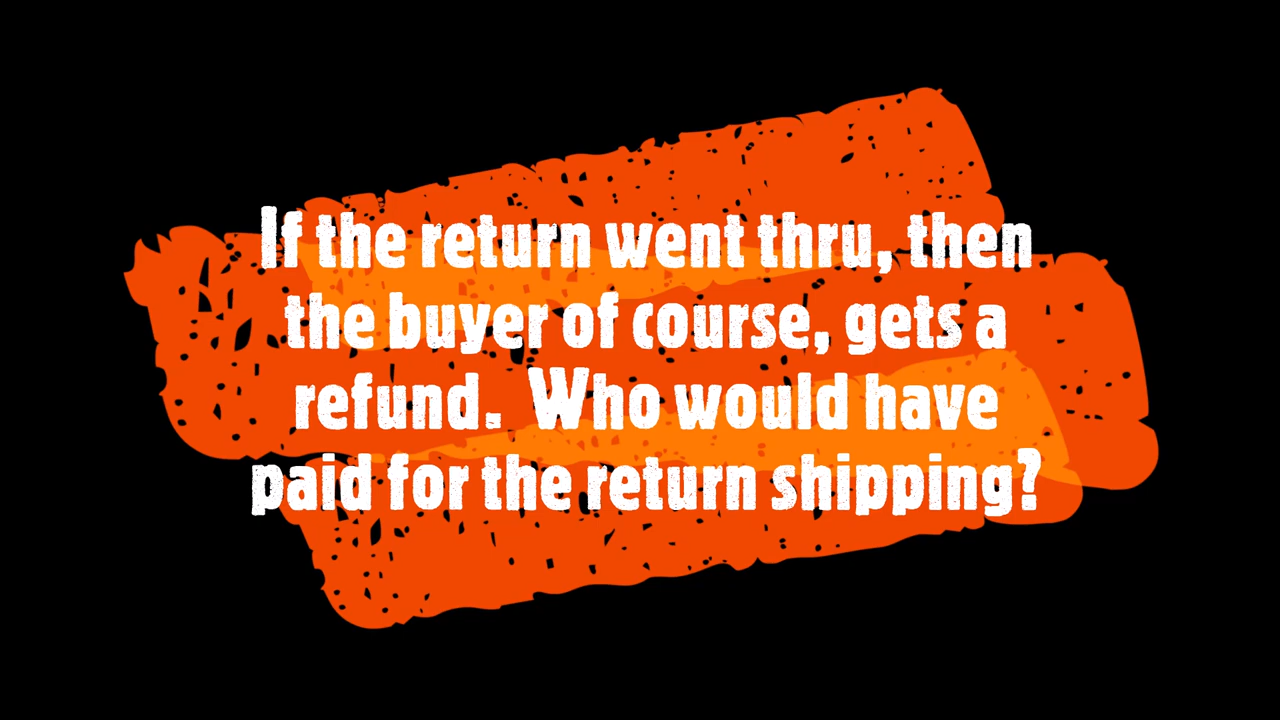 If the return went thru, then
the buyer of course, gets a
refund.  Who would have
paid for the return shipping?